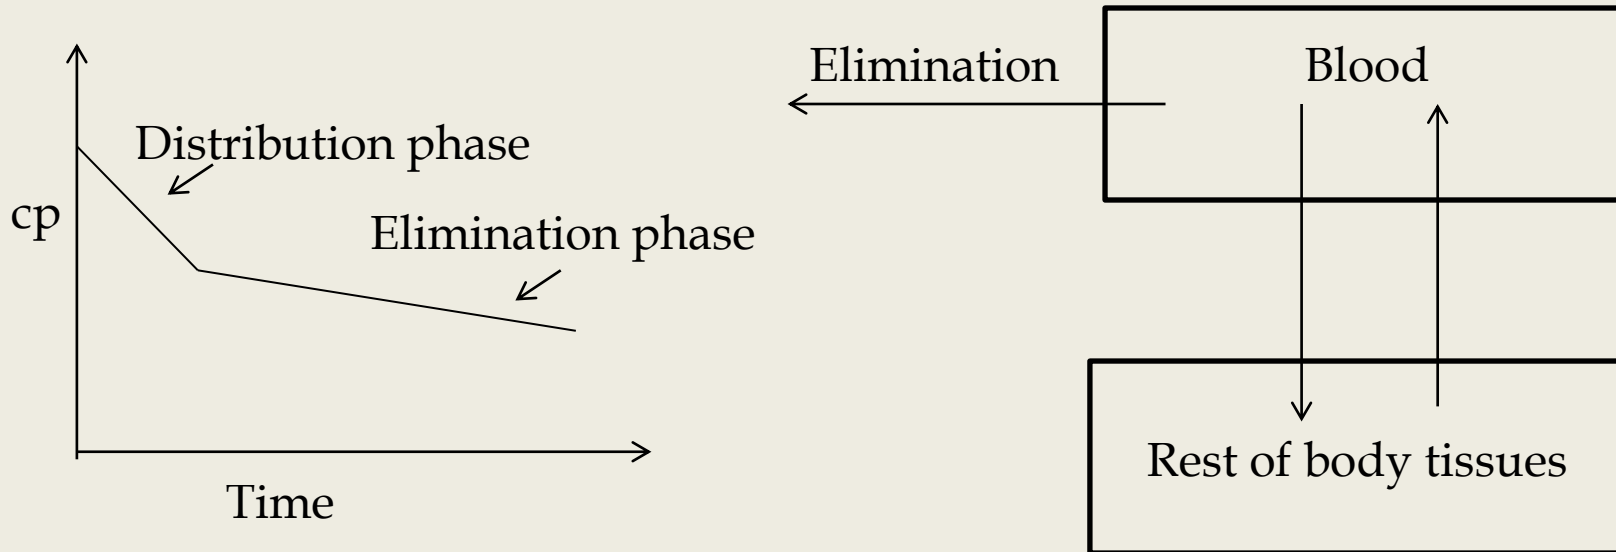 Distribution phase
cp
Elimination phase
Time
Elimination
Blood
Rest of body tissues